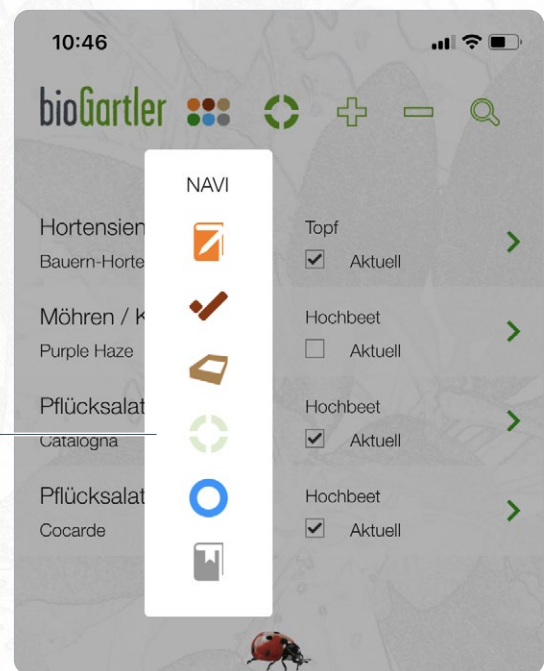 10:46
bioGartler
NAVI
Hortensien
Topf
Bauern-Horte
Aktuell
Möhren / K
Hochbeet
Purple Haze
Aktuell
Pflücksalat
Hochbeet
Catalogna
Aktuell
Pflücksalat
Hochbeet
Cocarde
Aktuell